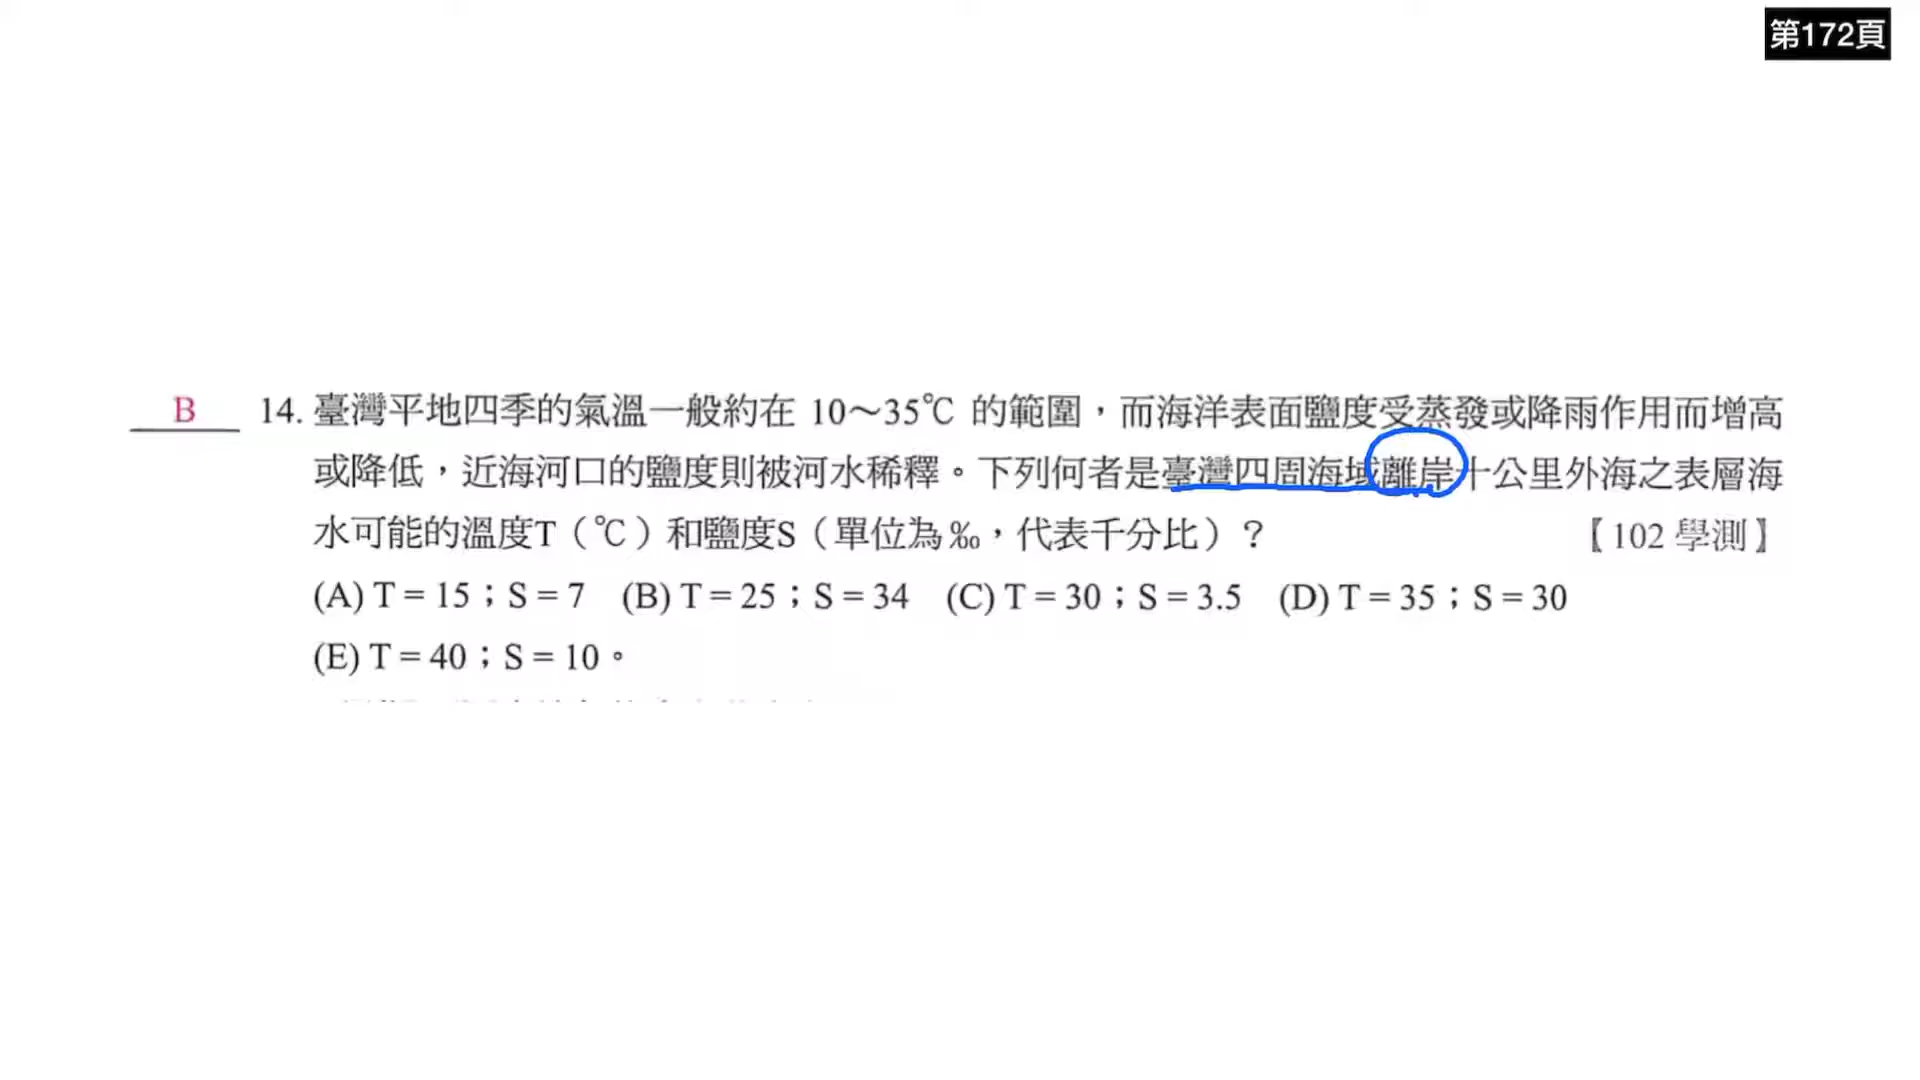 第172頁
B 14. 臺灣平地四季的氣溫一般約在 10～35℃ 的範圍，而海洋表面鹽度受蒸發或降雨作用而增高
或降低，近海河口的鹽度則被河水稀釋。下列何者是臺灣四周海域離岸十公里外海之表層海
水可能的溫度T（℃）和鹽度S（單位為‰，代表千分比）？ 【102 學測】
(A) T = 15；S = 7 (B) T = 25；S = 34 (C) T = 30；S = 3.5 (D) T = 35；S = 30
(E) T = 40；S = 10。